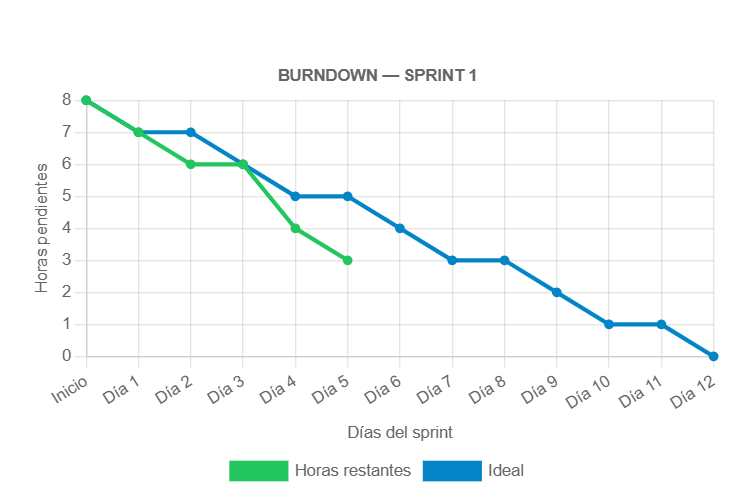 BURNDOWN — SPRINT 1
Horas pendientes
8
7
6
5
4
3
2
1
0
Inicio
Día 1
Día 2
Día 3
Día 4
Día 5
Día 6
Día 7
Día 8
Día 9
Día 10
Día 11
Día 12
Días del sprint
Horas restantes
Ideal